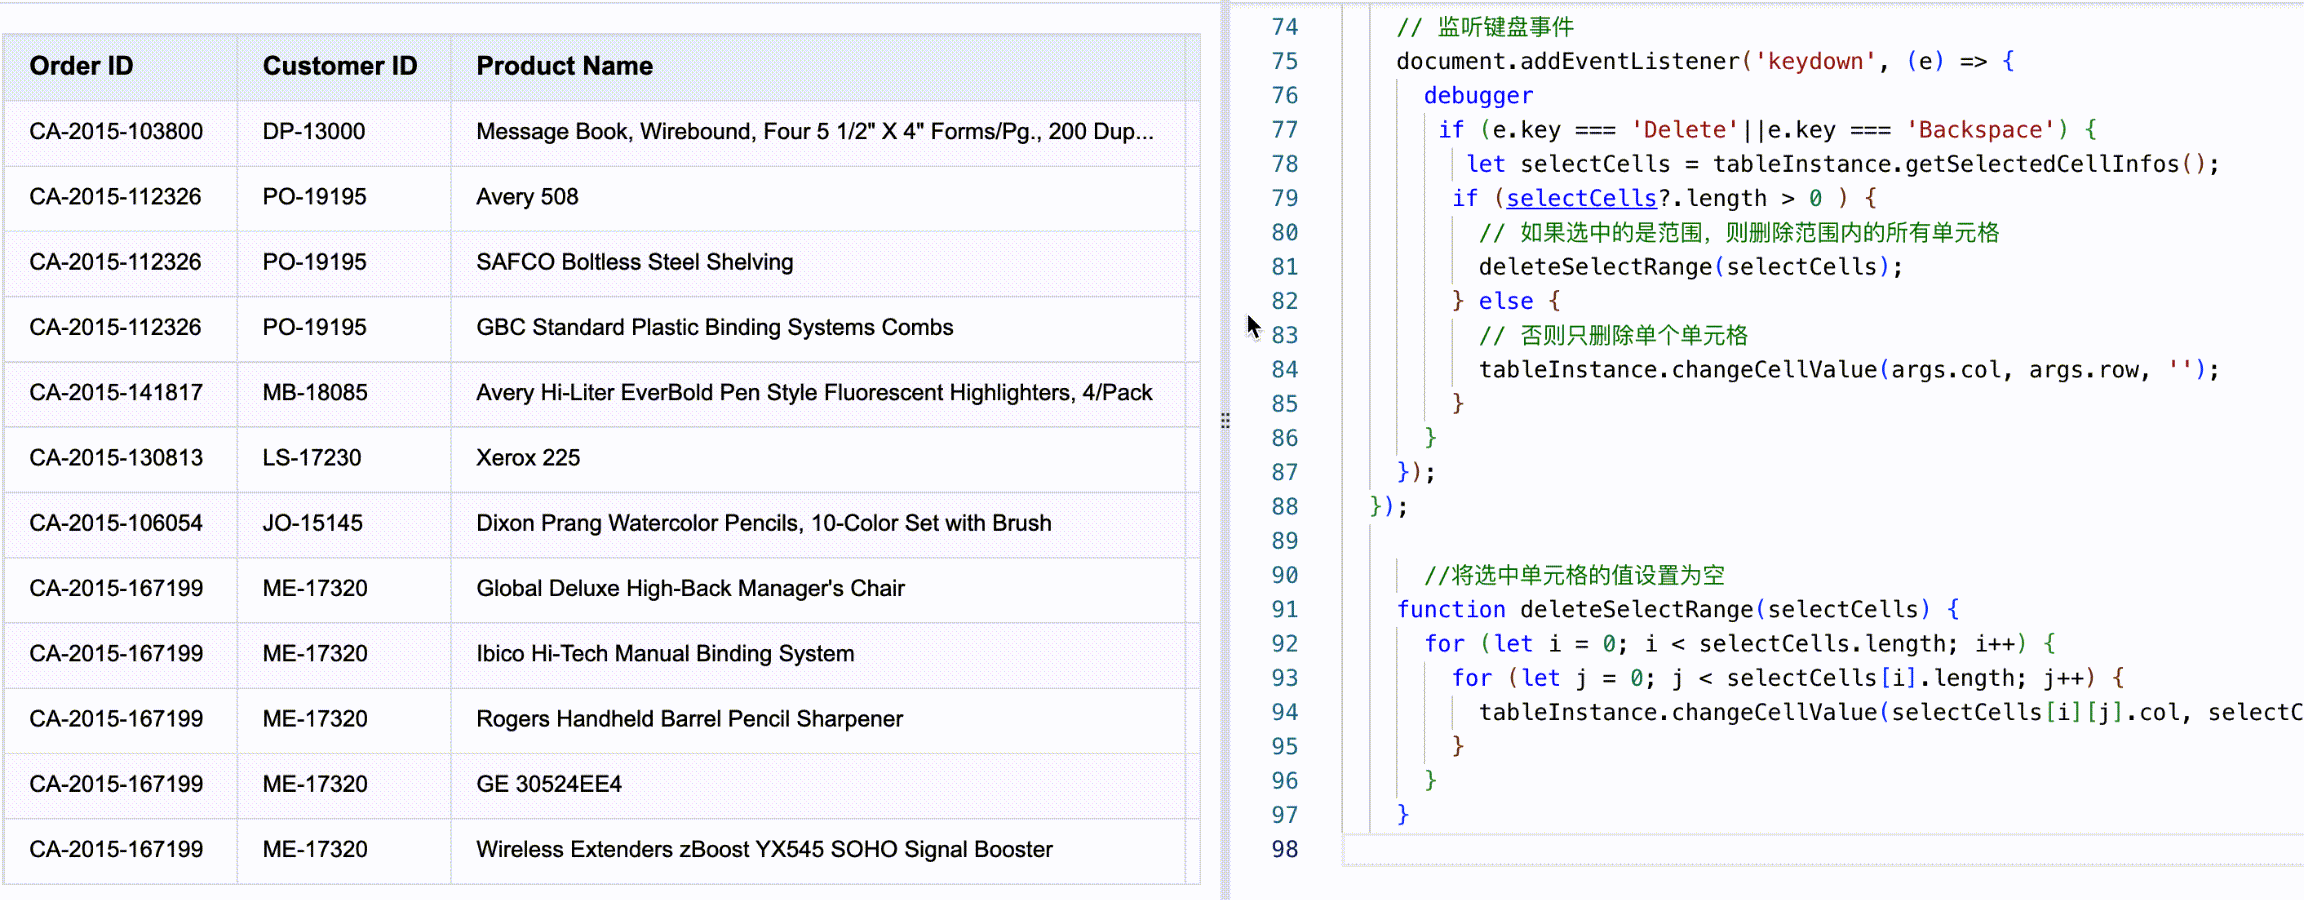 Order ID Customer ID Product Name
CA-2015-103800 DP-13000 Message Book, Wirebound, Four 5 1/2" X 4" Forms/Pg., 200 Dup...
CA-2015-112326 PO-19195 Avery 508
CA-2015-112326 PO-19195 SAFCO Boltless Steel Shelving
CA-2015-112326 PO-19195 GBC Standard Plastic Binding Systems Combs
CA-2015-141817 MB-18085 Avery Hi-Liter EverBold Pen Style Fluorescent Highlighters, 4/Pack
CA-2015-130813 LS-17230 Xerox 225
CA-2015-106054 JO-15145 Dixon Prang Watercolor Pencils, 10-Color Set with Brush
CA-2015-167199 ME-17320 Global Deluxe High-Back Manager's Chair
CA-2015-167199 ME-17320 Ibico Hi-Tech Manual Binding System
CA-2015-167199 ME-17320 Rogers Handheld Barrel Pencil Sharpener
CA-2015-167199 ME-17320 GE 30524EE4
CA-2015-167199 ME-17320 Wireless Extenders zBoost YX545 SOHO Signal Booster
74 // 监听键盘事件
75 document.addEventListener('keydown', (e) => {
76 debugger
77 if (e.key === 'Delete'||e.key === 'Backspace') {
78 let selectCells = tableInstance.getSelectedCellInfos();
79 if (selectCells?.length > 0 ) {
80 // 如果选中的是范围，则删除范围内的所有单元格
81 deleteSelectRange(selectCells);
82 } else {
83 // 否则只删除单个单元格
84 tableInstance.changeCellValue(args.col, args.row, '');
85 }
86 }
87 });
88 });
89
90 //将选中单元格的值设置为空
91 function deleteSelectRange(selectCells) {
92 for (let i = 0; i < selectCells.length; i++) {
93 for (let j = 0; j < selectCells[i].length; j++) {
94 tableInstance.changeCellValue(selectCells[i][j].col, selectC
95 }
96 }
97 }
98